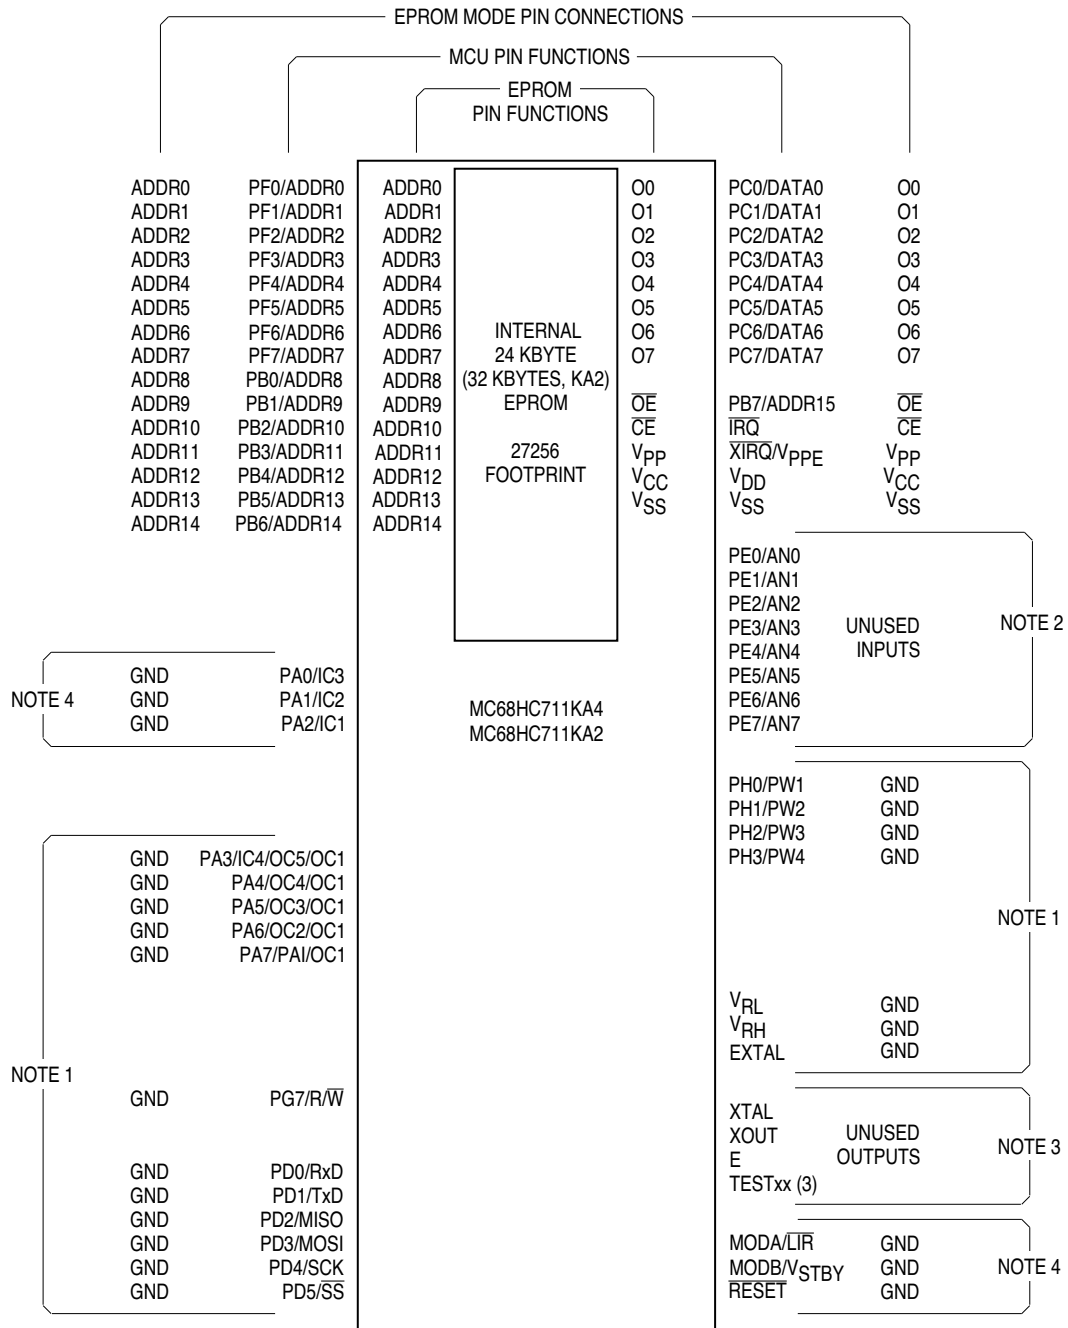 EPROM MODE PIN CONNECTIONS
MCU PIN FUNCTIONS
EPROM
PIN FUNCTIONS
ADDR0 PF0/ADDR0 ADDR0 O0 PC0/DATA0 O0
ADDR1 PF1/ADDR1 ADDR1 O1 PC1/DATA1 O1
ADDR2 PF2/ADDR2 ADDR2 O2 PC2/DATA2 O2
ADDR3 PF3/ADDR3 ADDR3 O3 PC3/DATA3 O3
ADDR4 PF4/ADDR4 ADDR4 O4 PC4/DATA4 O4
ADDR5 PF5/ADDR5 ADDR5 O5 PC5/DATA5 O5
ADDR6 PF6/ADDR6 ADDR6 INTERNAL O6 PC6/DATA6 O6
ADDR7 PF7/ADDR7 ADDR7 24 KBYTE O7 PC7/DATA7 O7
ADDR8 PB0/ADDR8 ADDR8 (32 KBYTES, KA2)
ADDR9 PB1/ADDR9 ADDR9 EPROM O̅E̅ PB7/ADDR15 O̅E̅
ADDR10 PB2/ADDR10 ADDR10 C̅E̅ I̅R̅Q̅ C̅E̅
ADDR11 PB3/ADDR11 ADDR11 27256 VPP X̅I̅R̅Q̅/VPPE VPP
ADDR12 PB4/ADDR12 ADDR12 FOOTPRINT VCC VDD VCC
ADDR13 PB5/ADDR13 ADDR13 VSS VSS VSS
ADDR14 PB6/ADDR14 ADDR14
PE0/AN0
PE1/AN1
PE2/AN2
PE3/AN3 UNUSED NOTE 2
PE4/AN4 INPUTS
NOTE 4 GND PA0/IC3 PE5/AN5
GND PA1/IC2 PE6/AN6
GND PA2/IC1 PE7/AN7
MC68HC711KA4
MC68HC711KA2
PH0/PW1 GND
PH1/PW2 GND
PH2/PW3 GND
GND PA3/IC4/OC5/OC1 PH3/PW4 GND
GND PA4/OC4/OC1
GND PA5/OC3/OC1 NOTE 1
GND PA6/OC2/OC1
GND PA7/PAI/OC1
VRL GND
VRH GND
EXTAL GND
NOTE 1
GND PG7/R/W̅
XTAL
XOUT UNUSED NOTE 3
E OUTPUTS
TESTxx (3)
GND PD0/RxD
GND PD1/TxD
GND PD2/MISO
GND PD3/MOSI MODA/L̅I̅R̅ GND
GND PD4/SCK MODB/VSTBY GND NOTE 4
GND PD5/S̅S̅ R̅E̅S̅E̅T̅ GND